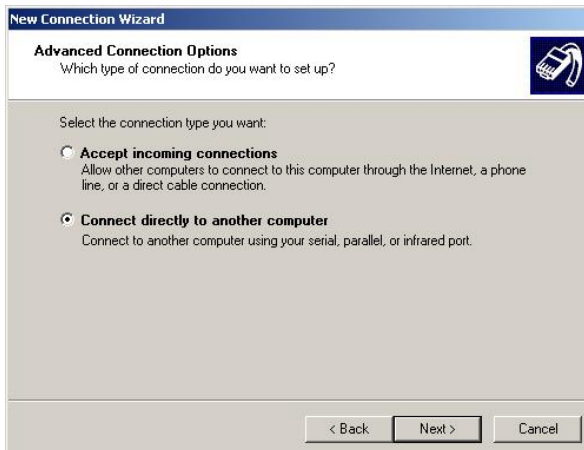 New Connection Wizard
Advanced Connection Options
Which type of connection do you want to set up?
Select the connection type you want:
Accept incoming connections
Allow other computers to connect to this computer through the Internet, a phone
line, or a direct cable connection.
Connect directly to another computer
Connect to another computer using your serial, parallel, or infrared port.
< Back
Next >
Cancel